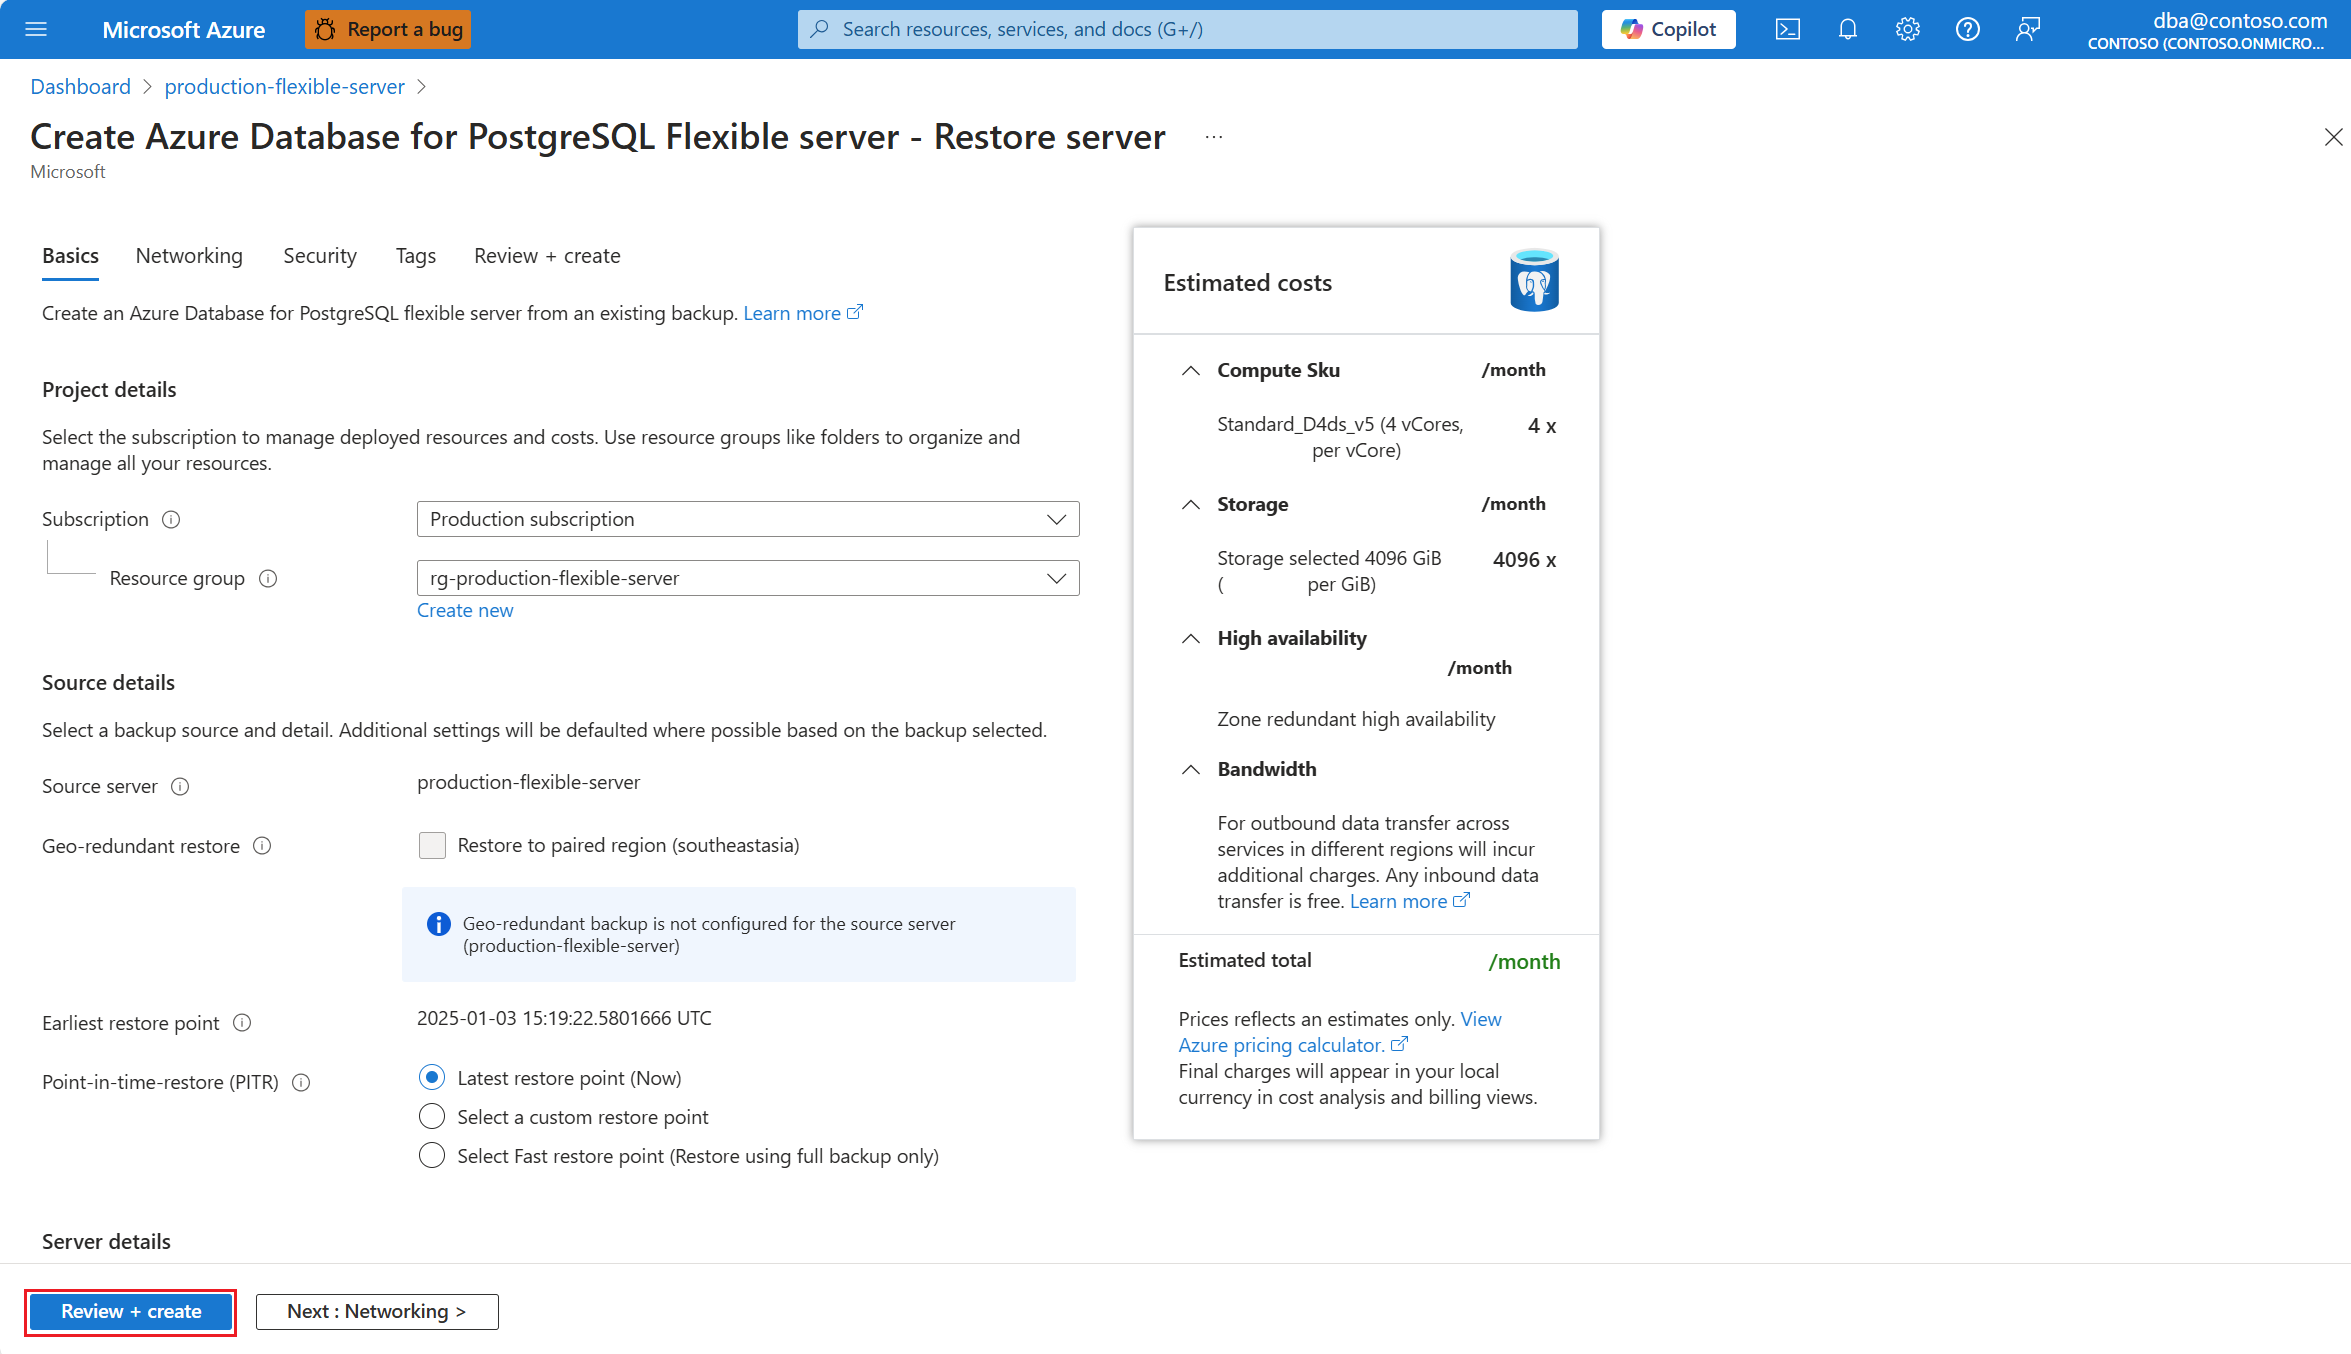 Microsoft Azure
Report a bug
Search resources, services, and docs (G+/)
Copilot
dba@contoso.com
CONTOSO (CONTOSO.ONMICRO...
Dashboard > production-flexible-server >
Create Azure Database for PostgreSQL Flexible server - Restore server ...
Microsoft
Basics Networking Security Tags Review + create
Create an Azure Database for PostgreSQL flexible server from an existing backup. Learn more
Project details
Select the subscription to manage deployed resources and costs. Use resource groups like folders to organize and
manage all your resources.
Subscription
Production subscription
Resource group
rg-production-flexible-server
Create new
Source details
Select a backup source and detail. Additional settings will be defaulted where possible based on the backup selected.
Source server
production-flexible-server
Geo-redundant restore
Restore to paired region (southeastasia)
Geo-redundant backup is not configured for the source server
(production-flexible-server)
Earliest restore point
2025-01-03 15:19:22.5801666 UTC
Point-in-time-restore (PITR)
Latest restore point (Now)
Select a custom restore point
Select Fast restore point (Restore using full backup only)
Server details
Review + create
Next : Networking >
Estimated costs
Compute Sku /month
Standard_D4ds_v5 (4 vCores, 4 x
per vCore)
Storage /month
Storage selected 4096 GiB 4096 x
( per GiB)
High availability
/month
Zone redundant high availability
Bandwidth
For outbound data transfer across
services in different regions will incur
additional charges. Any inbound data
transfer is free. Learn more
Estimated total /month
Prices reflects an estimates only. View
Azure pricing calculator.
Final charges will appear in your local
currency in cost analysis and billing views.